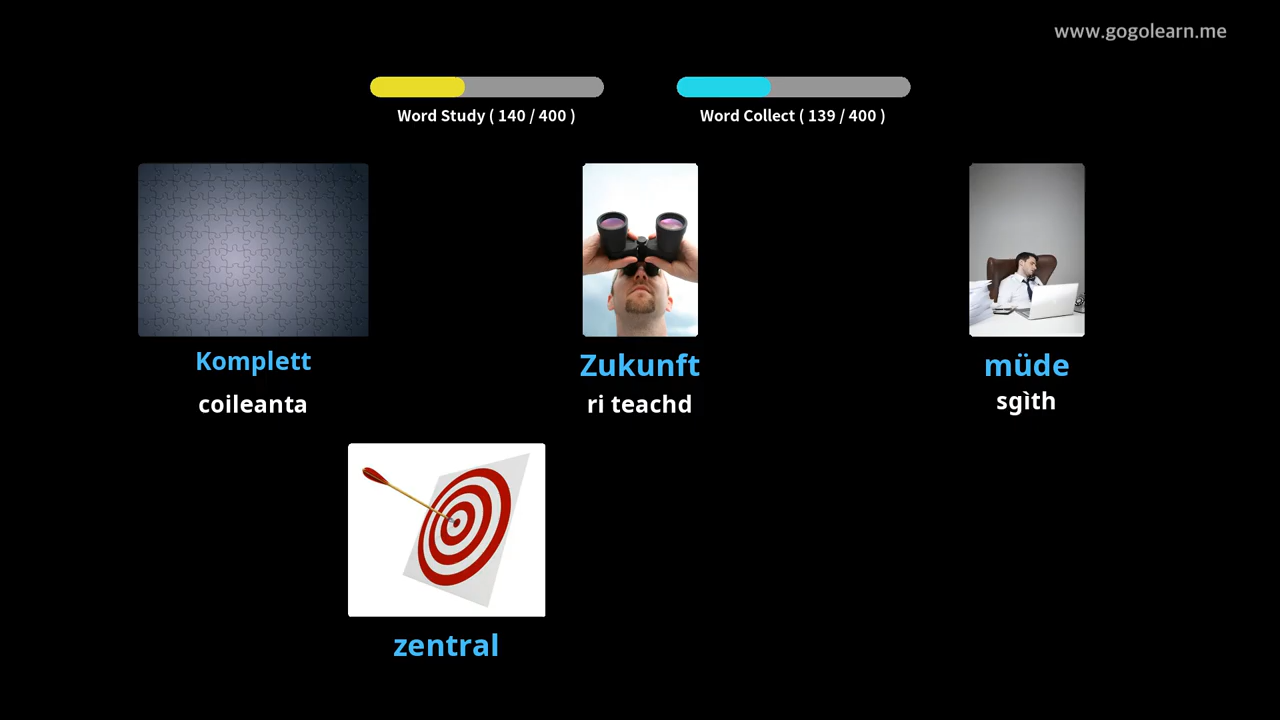 www.gogolearn.me
Word Study ( 140 / 400 )
Word Collect ( 139 / 400 )
Komplett
coileanta
Zukunft
ri teachd
müde
sgìth
zentral